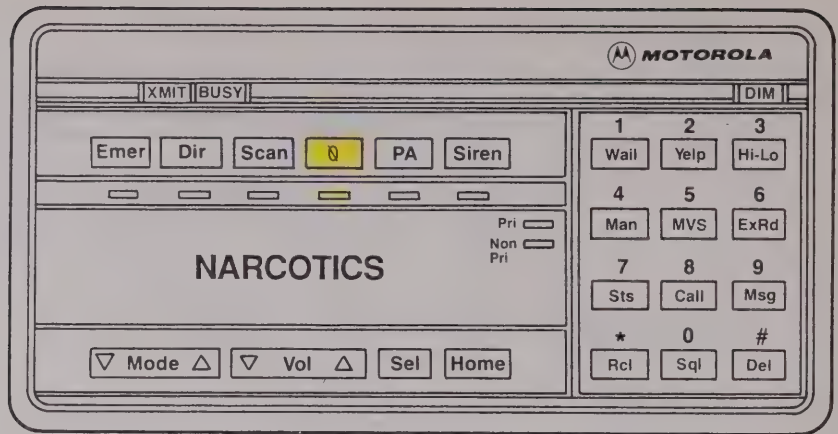 MOTOROLA
XMIT BUSY DIM
Emer Dir Scan Ø PA Siren
Pri
Non
Pri
NARCOTICS
Mode Vol Sel Home
1 2 3
Wail Yelp Hi-Lo
4 5 6
Man MVS ExRd
7 8 9
Sts Call Msg
* 0 #
Rcl Sql Del